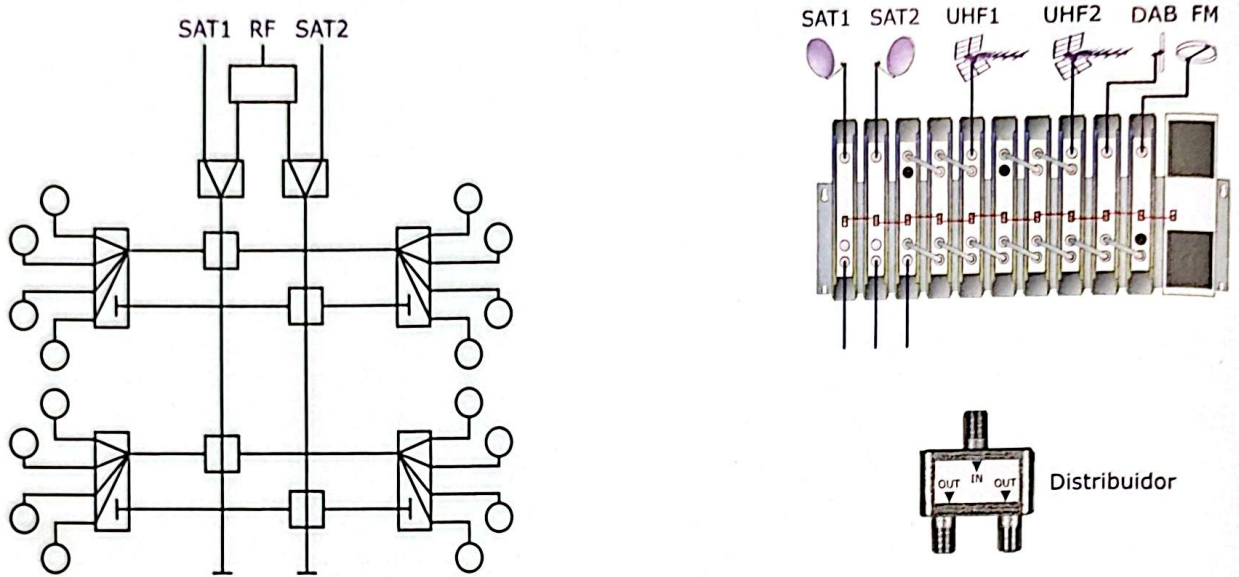 SAT1 RF SAT2
SAT1 SAT2 UHF1 UHF2 DAB FM
OUT IN OUT
Distribuidor